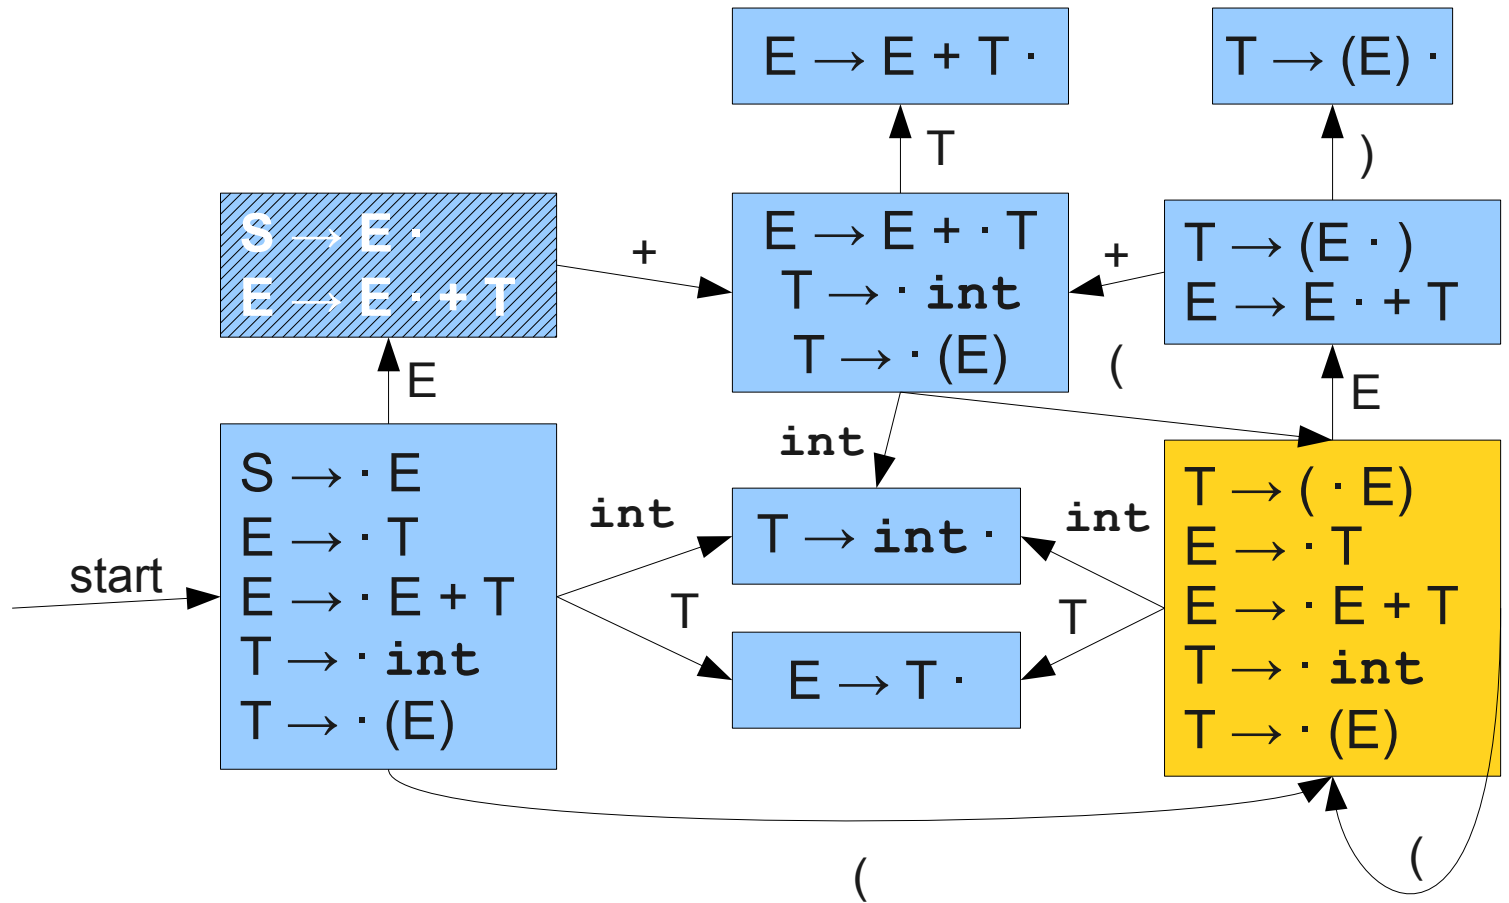 E → E + T ·
T → (E) ·
T
)
S → E ·
E → E · + T
+
E → E + · T
T → · int
T → · (E)
+
T → (E · )
E → E · + T
E
(
E
int
start
S → · E
E → · T
E → · E + T
T → · int
T → · (E)
int
T → int ·
int
T
E → T ·
T
T → ( · E)
E → · T
E → · E + T
T → · int
T → · (E)
(
(